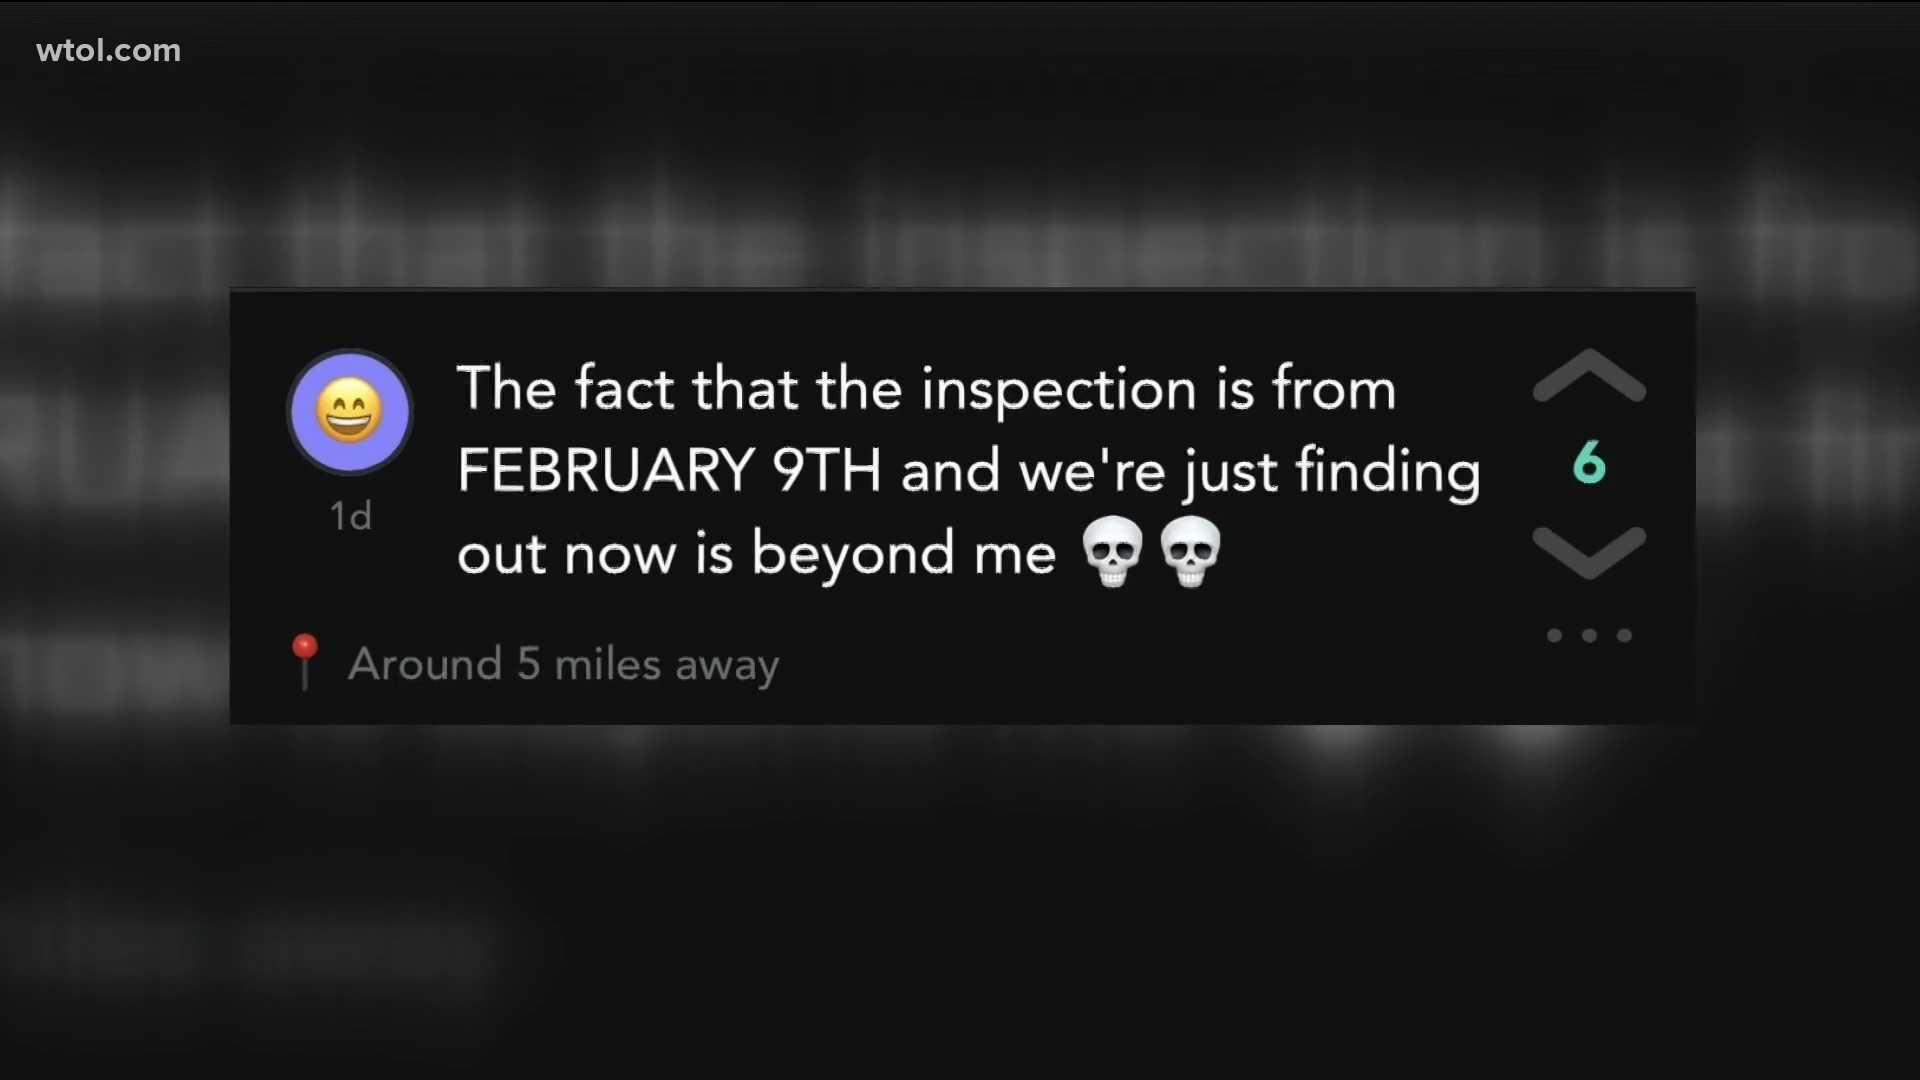 wtol.com
The fact that the inspection is from
FEBRUARY 9TH and we're just finding
out now is beyond me 💀💀
1d
6
Around 5 miles away